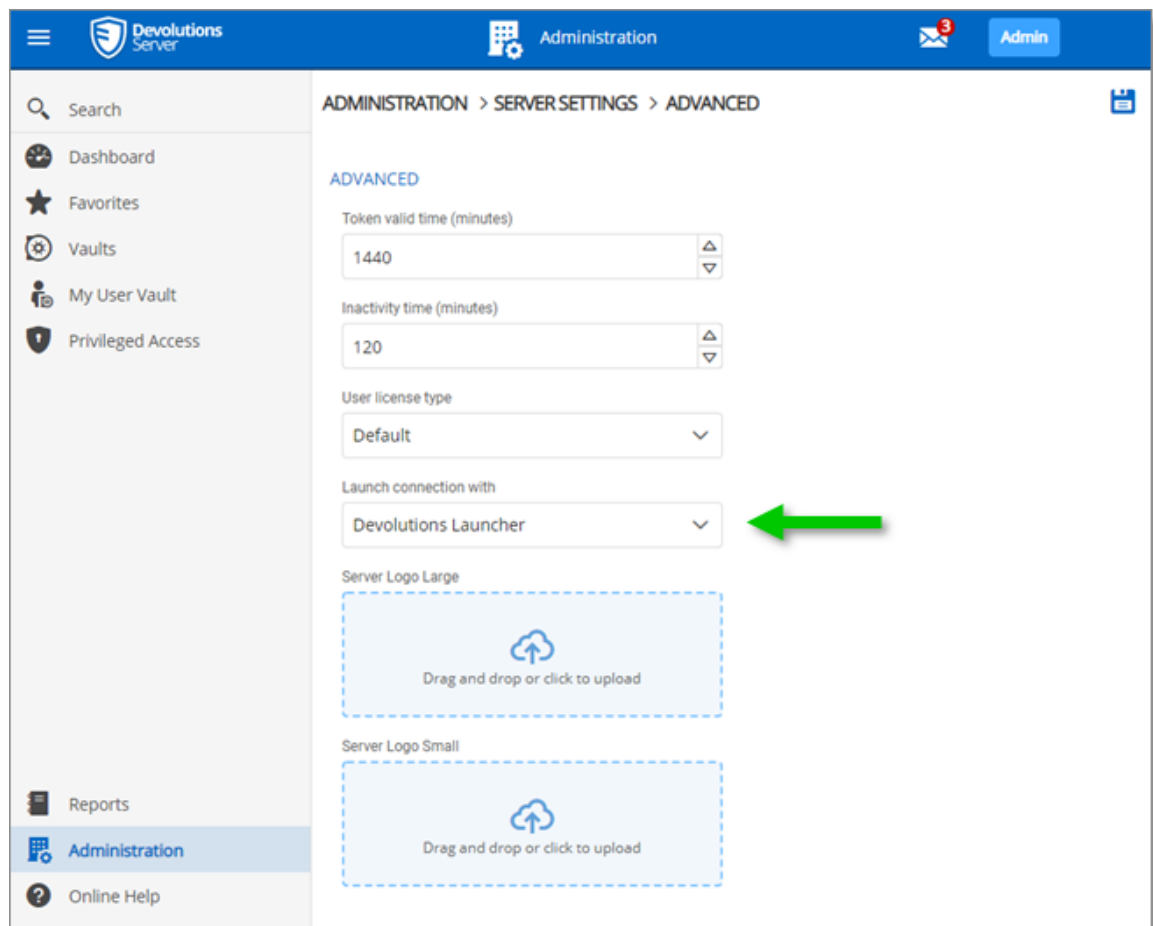 Devolutions
Server
Administration
3
Admin
Search
Dashboard
Favorites
Vaults
My User Vault
Privileged Access
Reports
Administration
Online Help
ADMINISTRATION > SERVER SETTINGS > ADVANCED
ADVANCED
Token valid time (minutes)
1440
Inactivity time (minutes)
120
User license type
Default
Launch connection with
Devolutions Launcher
Server Logo Large
Drag and drop or click to upload
Server Logo Small
Drag and drop or click to upload